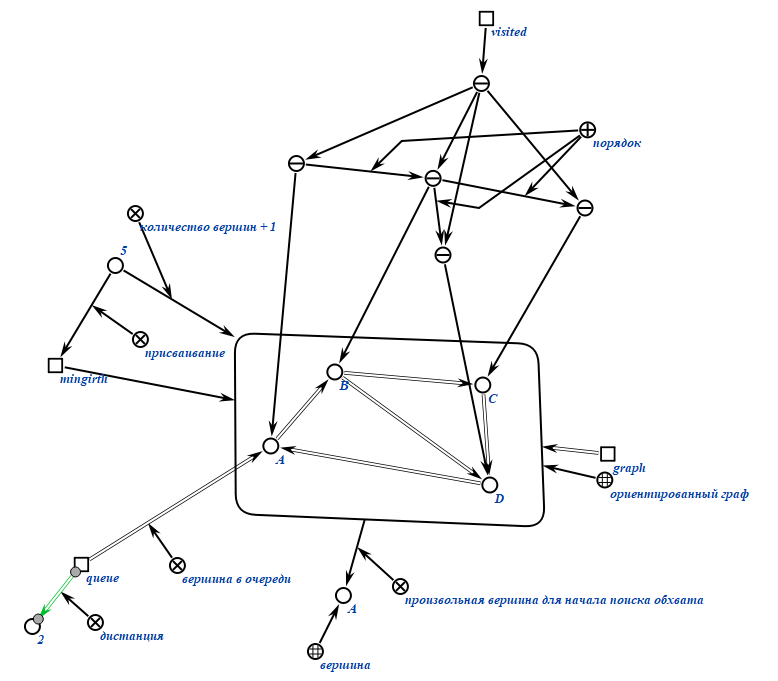 visited
порядок
количество вершин +1
5
присваивание
mingirth
B
C
A
D
graph
ориентированный граф
queue
вершина в очереди
A
произвольная вершина для начала поиска обхвата
дистанция
2
вершина